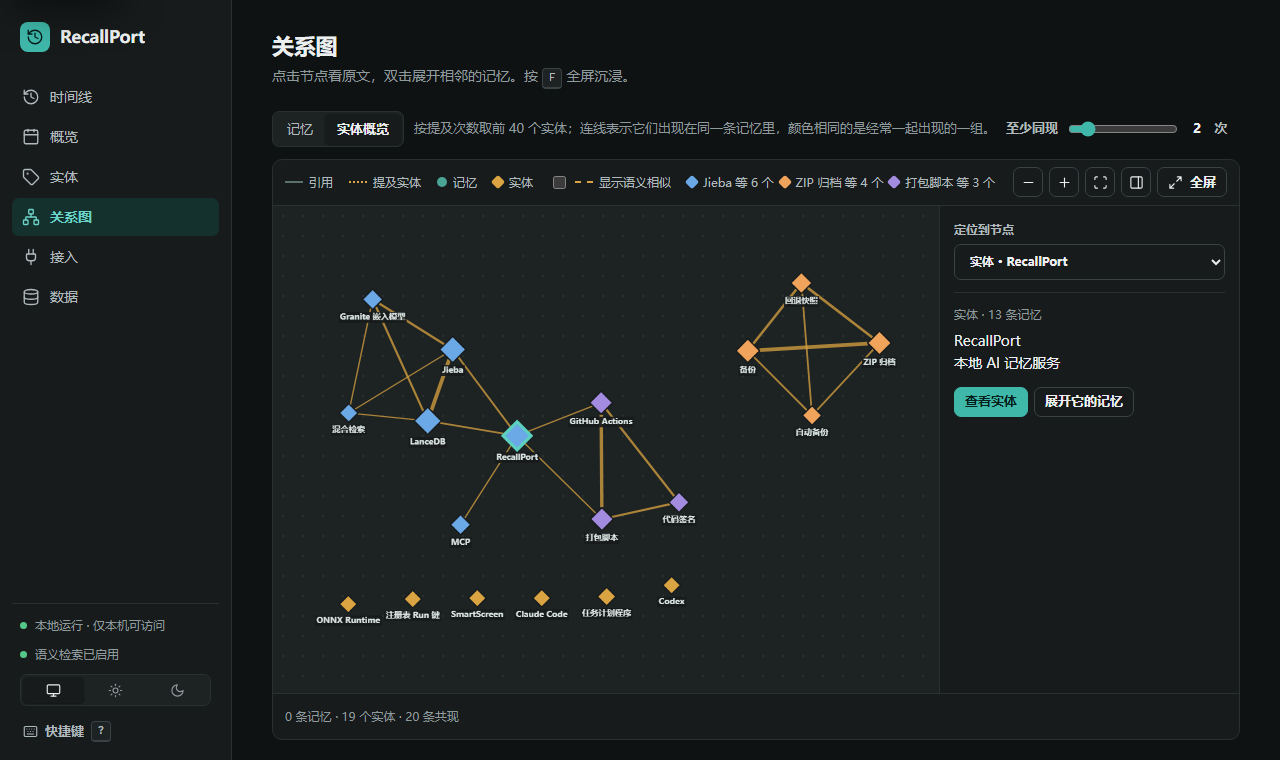 RecallPort
时间线
概览
实体
关系图
接入
数据
本地运行 · 仅本机可访问
语义检索已启用
快捷键 ?
关系图
点击节点看原文，双击展开相邻的记忆。按 F 全屏沉浸。
记忆 实体概览 按提及次数取前 40 个实体；连线表示它们出现在同一条记忆里，颜色相同的是经常一起出现的一组。 至少同现 2 次
引用 提及实体 记忆 实体 显示语义相似 Jieba 等 6 个 ZIP 归档 等 4 个 打包脚本 等 3 个 全屏
回退快照
Granite 嵌入模型
Jieba
备份
ZIP 归档
混合检索
LanceDB
GitHub Actions
自动备份
RecallPort
代码签名
打包脚本
MCP
Codex
ONNX Runtime
注册表 Run 键
SmartScreen
Claude Code
任务计划程序
定位到节点
实体 · RecallPort
实体 · 13 条记忆
RecallPort
本地 AI 记忆服务
查看实体 展开它的记忆
0 条记忆 · 19 个实体 · 20 条共现